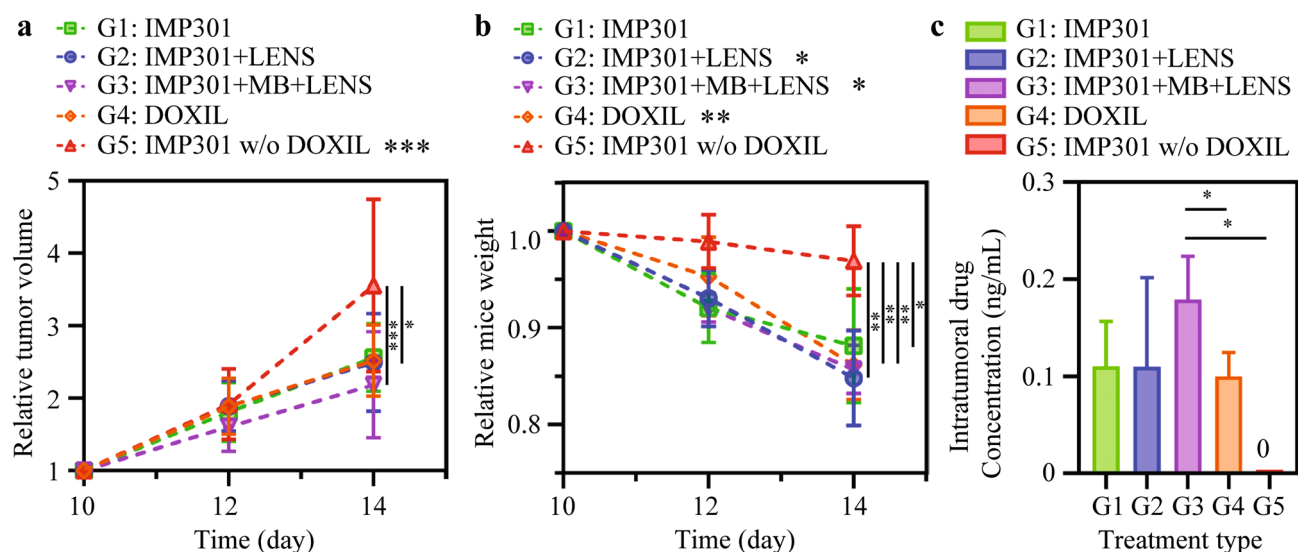 a
G1: IMP301
G2: IMP301+LENS
G3: IMP301+MB+LENS
G4: DOXIL
G5: IMP301 w/o DOXIL ***
Relative tumor volume
5
4
3
2
1
***
*
10 12 14
Time (day)
b
G1: IMP301
G2: IMP301+LENS *
G3: IMP301+MB+LENS *
G4: DOXIL **
G5: IMP301 w/o DOXIL
Relative mice weight
1.0
0.9
0.8
**
**
**
*
10 12 14
Time (day)
c
G1: IMP301
G2: IMP301+LENS
G3: IMP301+MB+LENS
G4: DOXIL
G5: IMP301 w/o DOXIL
Intratumoral drug
Concentration (ng/mL)
0.3
0.2
0.1
0
*
*
0
G1 G2 G3 G4 G5
Treatment type